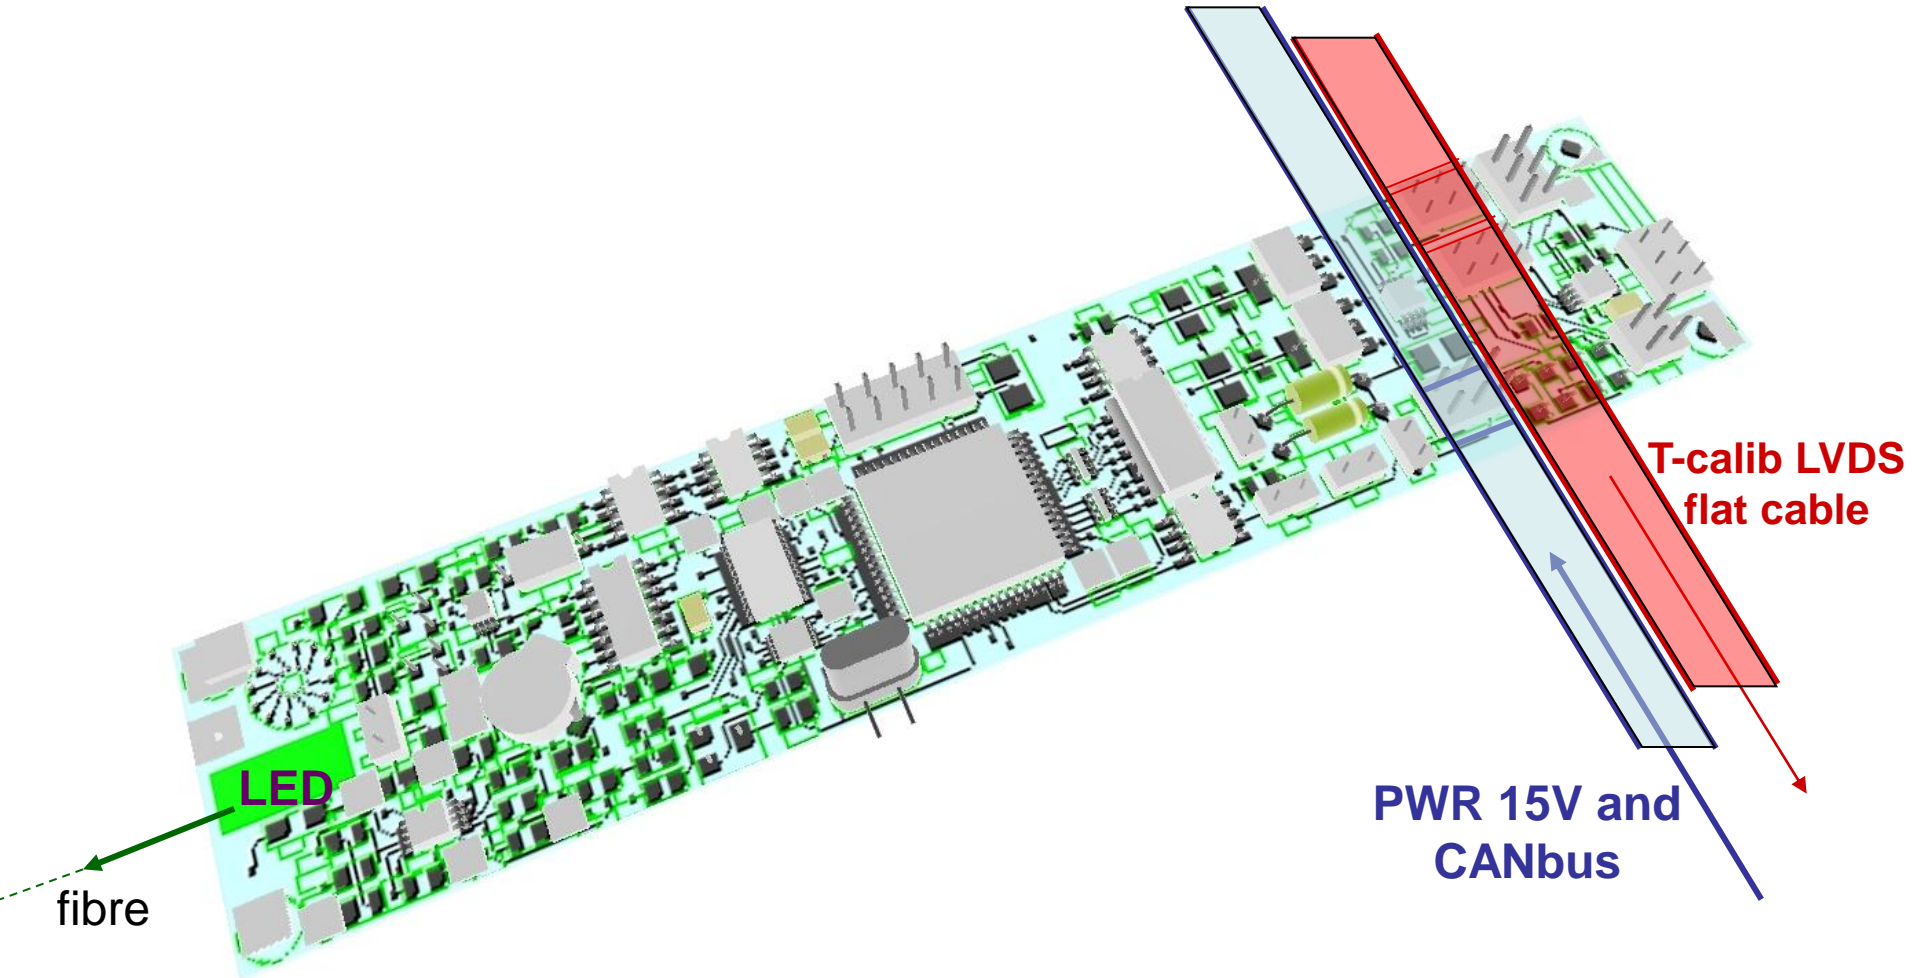 T-calib LVDS
flat cable
LED
PWR 15V and
CANbus
fibre